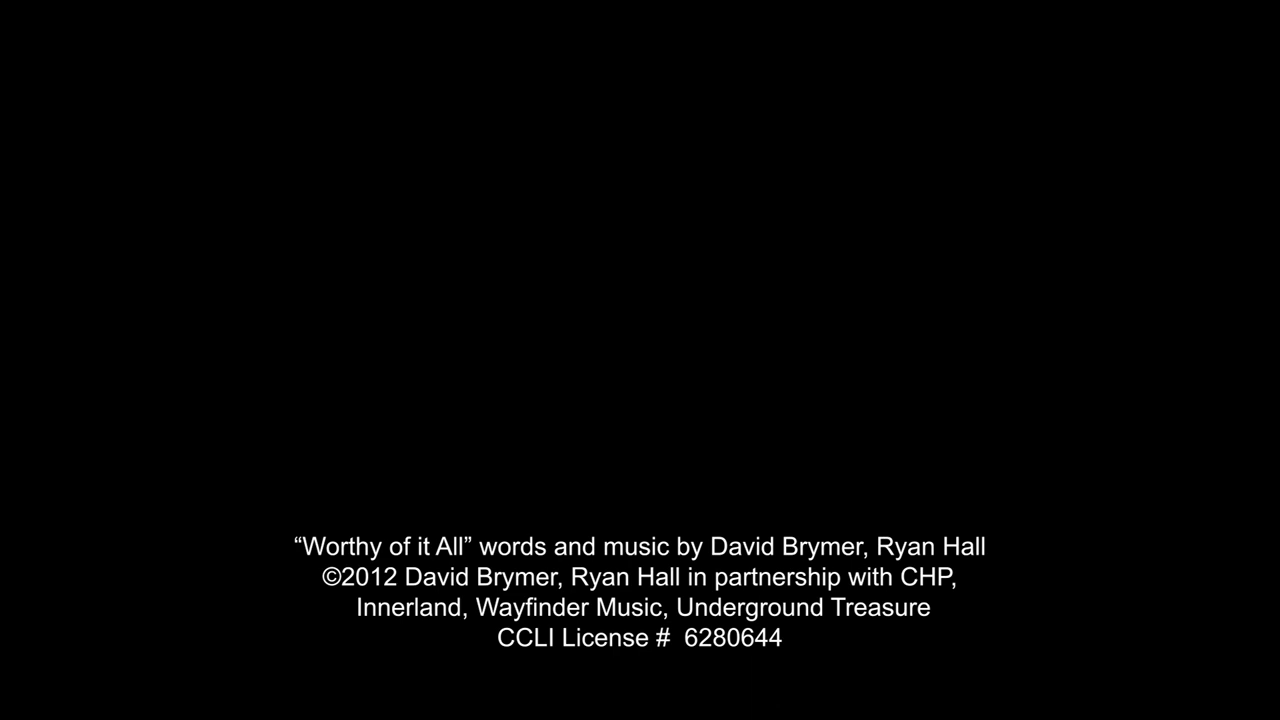 “Worthy of it All” words and music by David Brymer, Ryan Hall
©2012 David Brymer, Ryan Hall in partnership with CHP,
Innerland, Wayfinder Music, Underground Treasure
CCLI License #  6280644